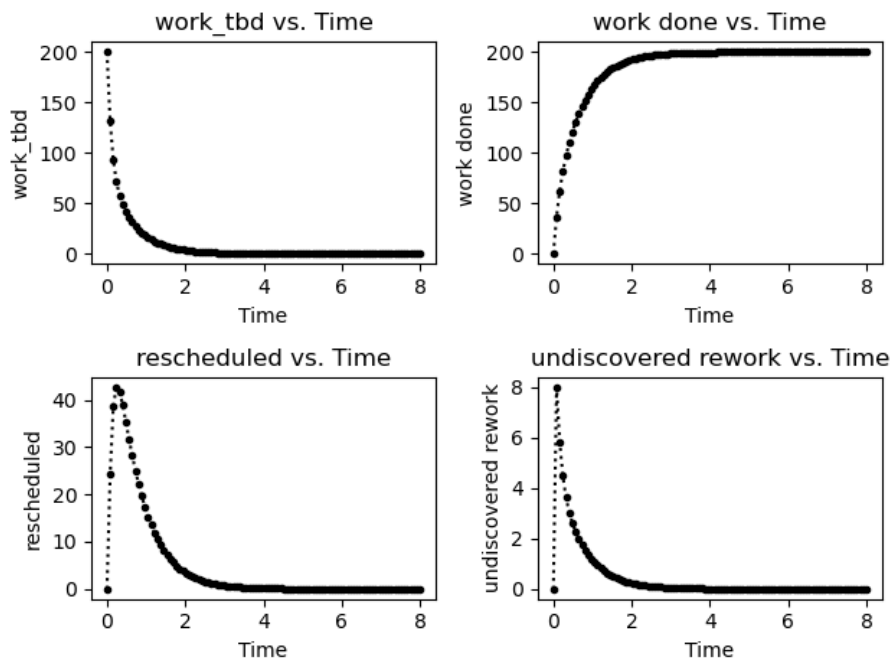 work_tbd vs. Time
200
150
100
50
0
work_tbd
0 2 4 6 8
Time
work done vs. Time
200
150
100
50
0
work done
0 2 4 6 8
Time
rescheduled vs. Time
40
30
20
10
0
rescheduled
0 2 4 6 8
Time
undiscovered rework vs. Time
8
6
4
2
0
undiscovered rework
0 2 4 6 8
Time